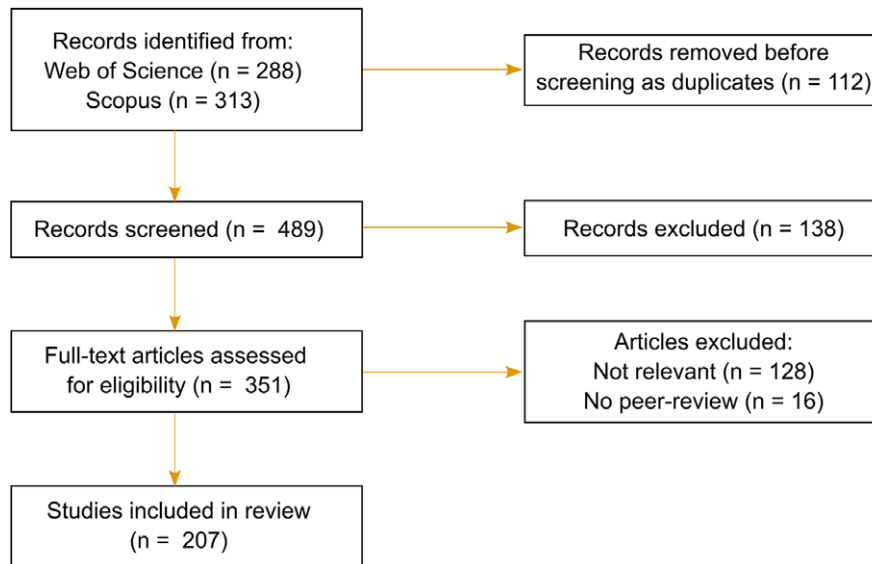 Records identified from:
Web of Science (n = 288)
Scopus (n = 313)
Records removed before
screening as duplicates (n = 112)
Records screened (n = 489)
Records excluded (n = 138)
Full-text articles assessed
for eligibility (n = 351)
Articles excluded:
Not relevant (n = 128)
No peer-review (n = 16)
Studies included in review
(n = 207)